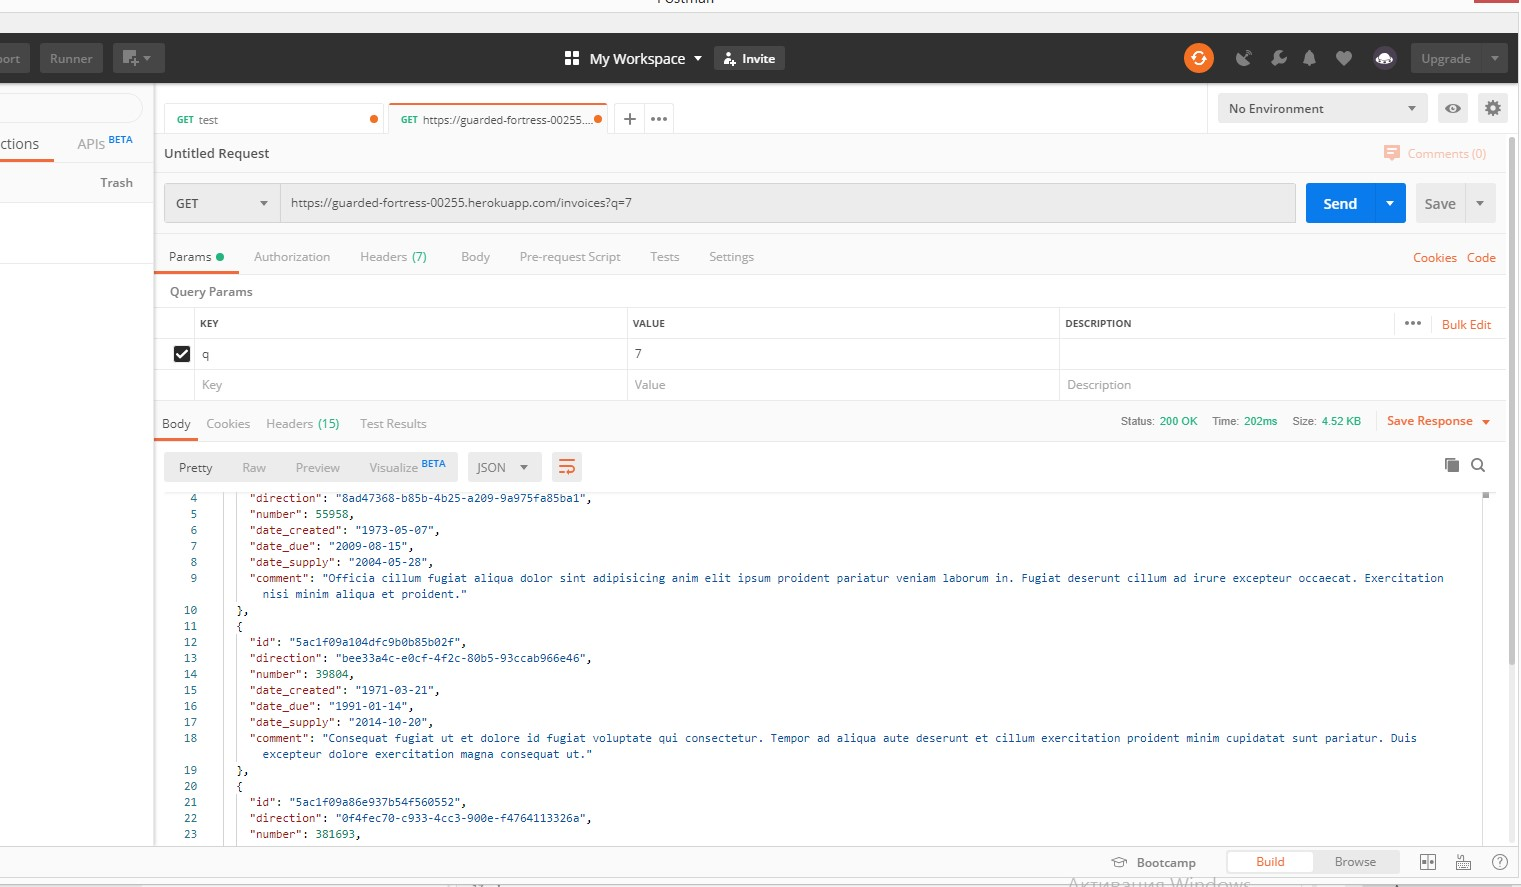 Postman
ort Runner My Workspace Invite Upgrade
GET test GET https://guarded-fortress-00255.... + ••• No Environment
ctions APIs BETA
Untitled Request Comments (0)
Trash
GET https://guarded-fortress-00255.herokuapp.com/invoices?q=7 Send Save
Params Authorization Headers (7) Body Pre-request Script Tests Settings Cookies Code
Query Params
KEY VALUE DESCRIPTION ••• Bulk Edit
q 7
Key Value Description
Body Cookies Headers (15) Test Results Status: 200 OK Time: 202ms Size: 4.52 KB Save Response
Pretty Raw Preview Visualize BETA JSON
4 "direction": "8ad47368-b85b-4b25-a209-9a975fa85ba1",
5 "number": 55958,
6 "date_created": "1973-05-07",
7 "date_due": "2009-08-15",
8 "date_supply": "2004-05-28",
9 "comment": "Officia cillum fugiat aliqua dolor sint adipisicing anim elit ipsum proident pariatur veniam laborum in. Fugiat deserunt cillum ad irure excepteur occaecat. Exercitation
nisi minim aliqua et proident."
10 },
11 {
12 "id": "5ac1f09a104dfc9b0b85b02f",
13 "direction": "bee33a4c-e0cf-4f2c-80b5-93ccab966e46",
14 "number": 39804,
15 "date_created": "1971-03-21",
16 "date_due": "1991-01-14",
17 "date_supply": "2014-10-20",
18 "comment": "Consequat fugiat ut et dolore id fugiat voluptate qui consectetur. Tempor ad aliqua aute deserunt et cillum exercitation proident minim cupidatat sunt pariatur. Duis
excepteur dolore exercitation magna consequat ut."
19 },
20 {
21 "id": "5ac1f09a86e937b54f560552",
22 "direction": "0f4fec70-c933-4cc3-900e-f4764113326a",
23 "number": 381693,
Bootcamp Build Browse
Активация Windows